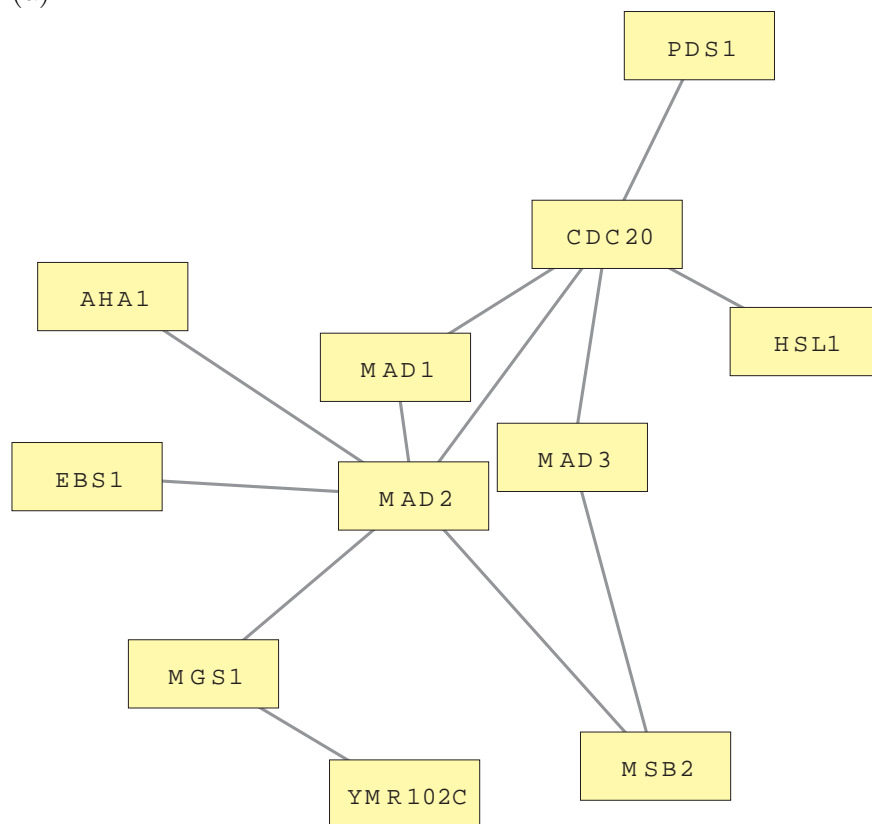 PDS1
CDC20
AHA1
HSL1
MAD1
MAD3
EBS1
MAD2
MGS1
MSB2
YMR102C